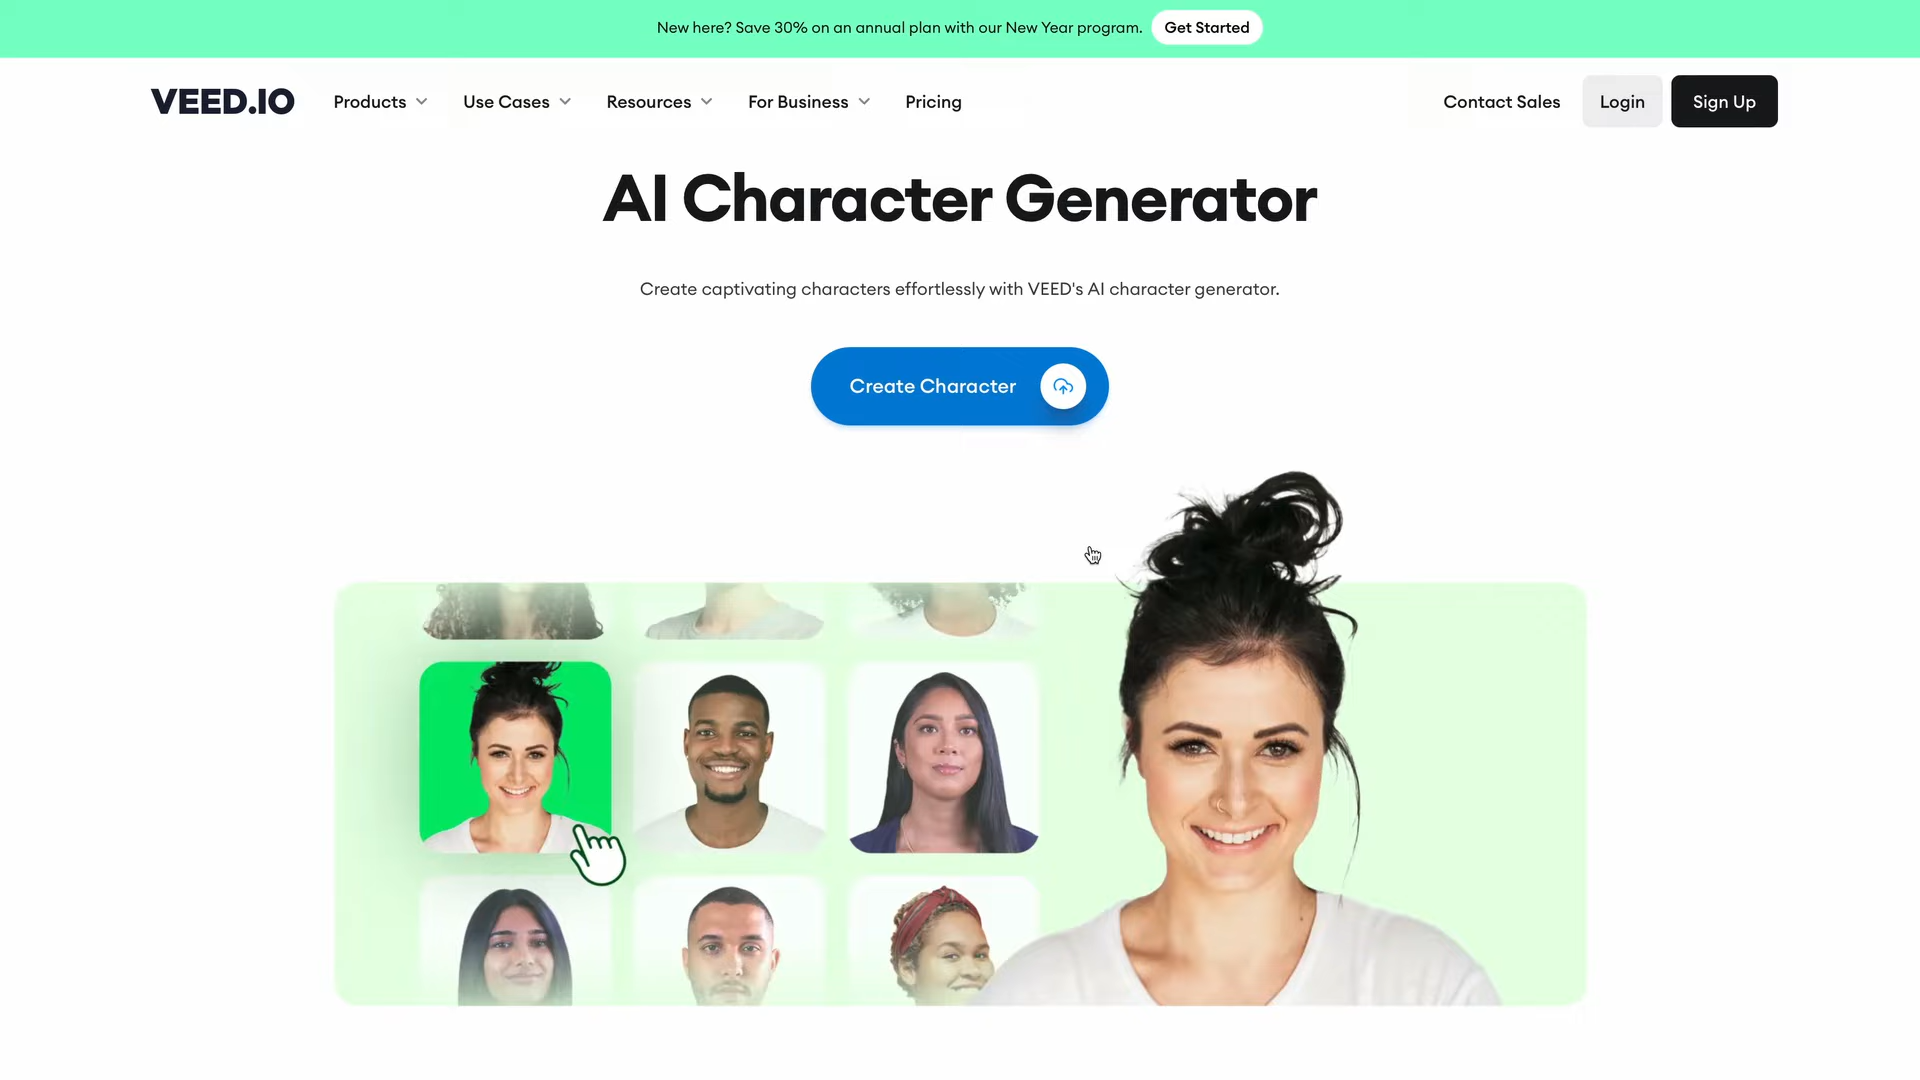 New here? Save 30% on an annual plan with our New Year program. Get Started
VEED.IO Products Use Cases Resources For Business Pricing Contact Sales Login Sign Up
AI Character Generator
Create captivating characters effortlessly with VEED's AI character generator.
Create Character